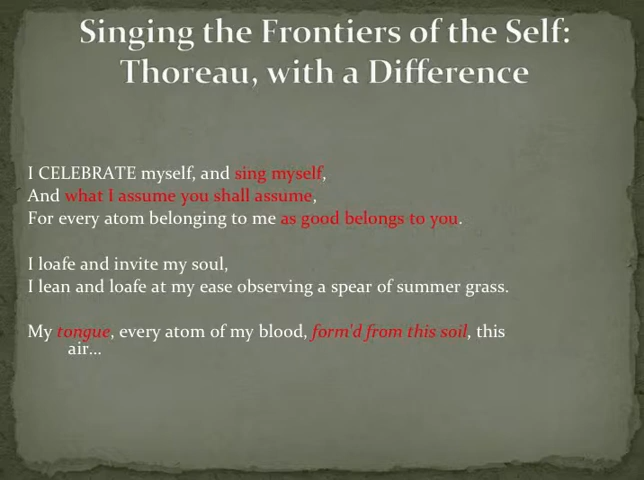 Singing the Frontiers of the Self:
Thoreau, with a Difference
I CELEBRATE myself, and sing myself,
And what I assume you shall assume,
For every atom belonging to me as good belongs to you.
I loafe and invite my soul,
I lean and loafe at my ease observing a spear of summer grass.
My tongue, every atom of my blood, form'd from this soil, this
air...